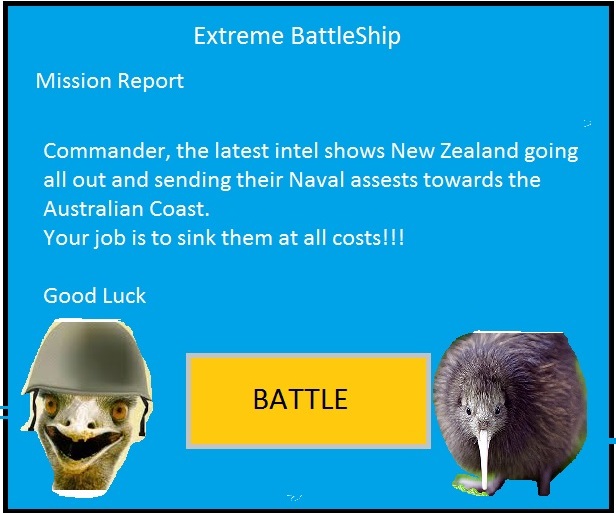 Extreme BattleShip
Mission Report
Commander, the latest intel shows New Zealand going
all out and sending their Naval assests towards the
Australian Coast.
Your job is to sink them at all costs!!!
Good Luck
BATTLE